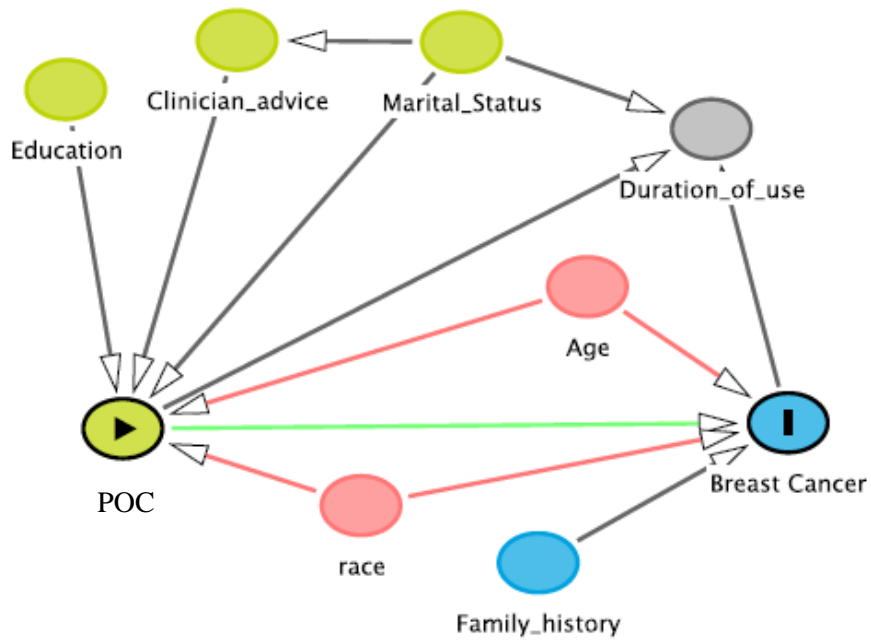 Clinician_advice
Marital_Status
Education
Duration_of_use
Age
Breast Cancer
POC
race
Family_history